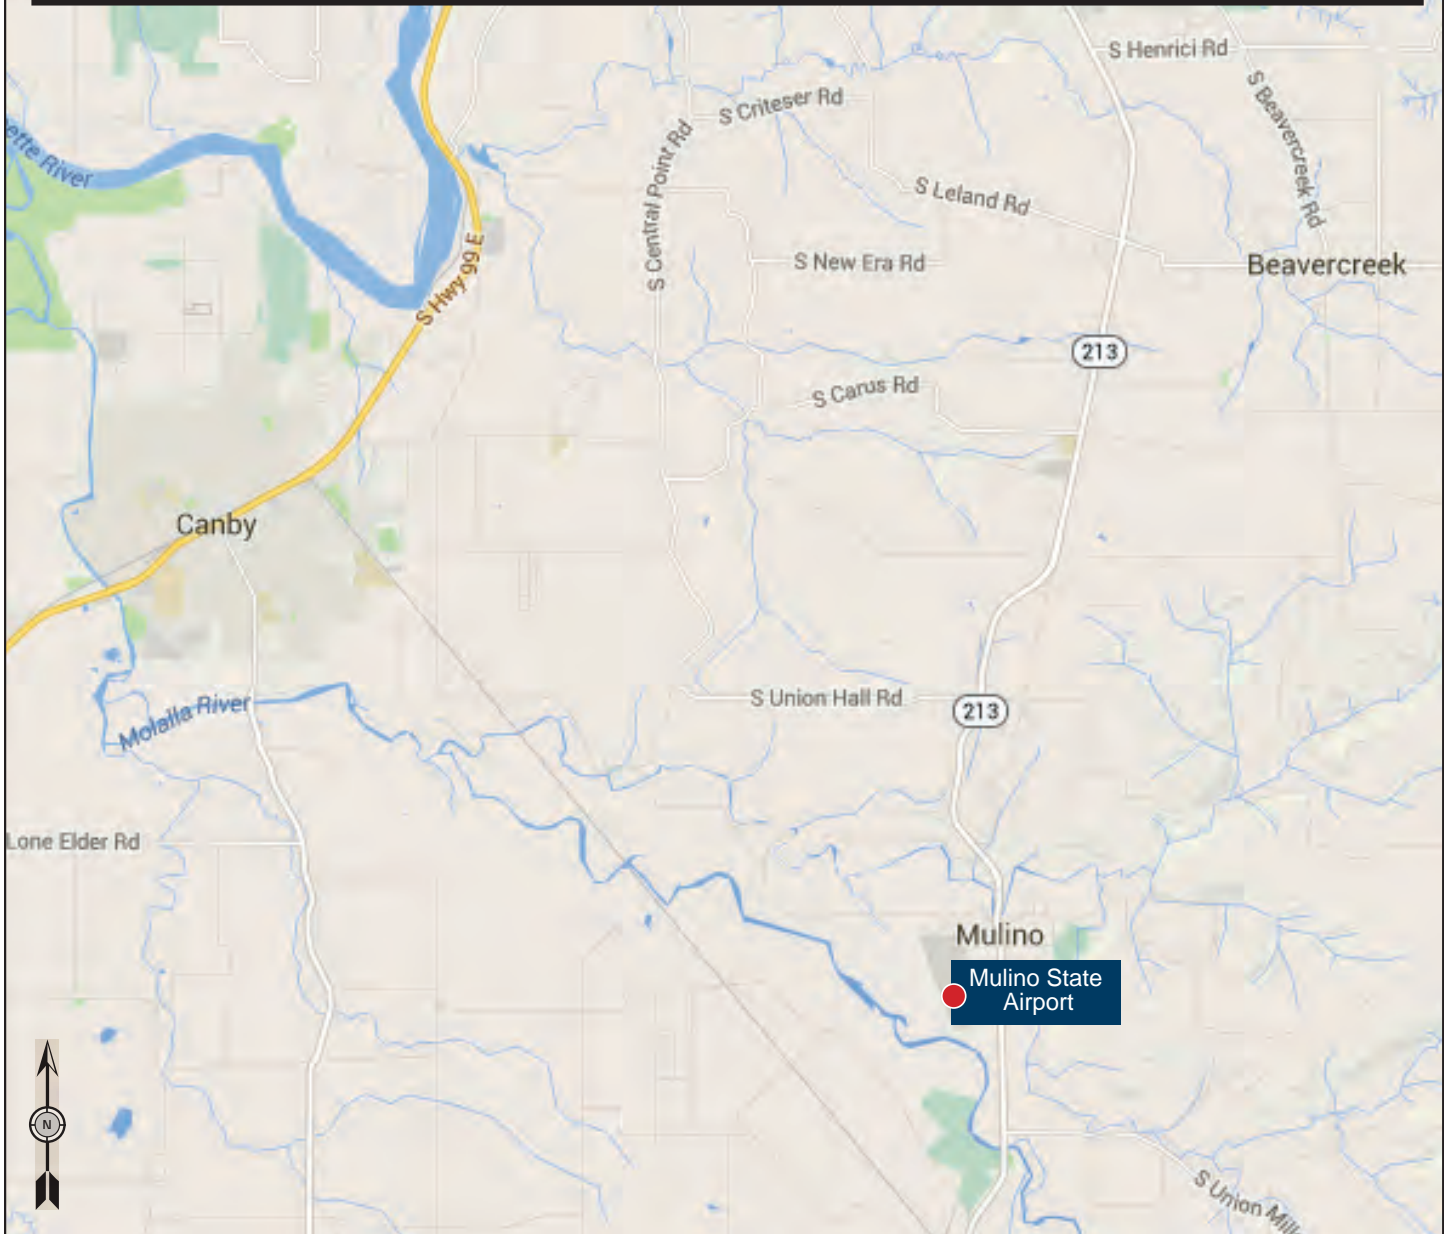 S Henrici Rd
S Criteser Rd
S Beavercreek Rd
ette River
S Central Point Rd
S Leland Rd
S New Era Rd
Beavercreek
S Hwy 99 E
213
S Carus Rd
Canby
S Union Hall Rd
213
Molalla River
Lone Elder Rd
Mulino
Mulino State
Airport
N
S Union Mill